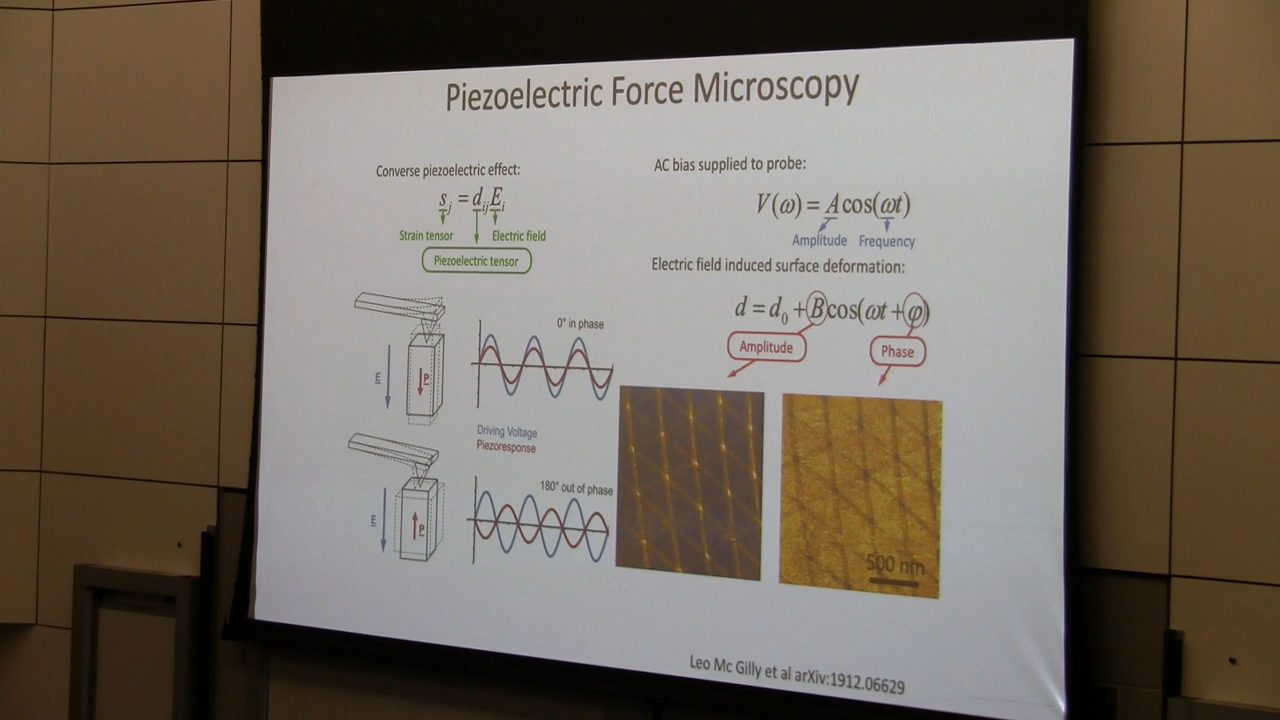 Piezoelectric Force Microscopy
Converse piezoelectric effect:
s_j = d_ij E_i
Strain tensor
Electric field
Piezoelectric tensor
AC bias supplied to probe:
V(ω) = A cos(ωt)
Amplitude
Frequency
Electric field induced surface deformation:
d = d_0 + B cos(ωt + φ)
Amplitude
Phase
E
P
0° in phase
Driving Voltage
Piezoresponse
E
P
180° out of phase
500 nm
Leo Mc Gilly et al arXiv:1912.06629